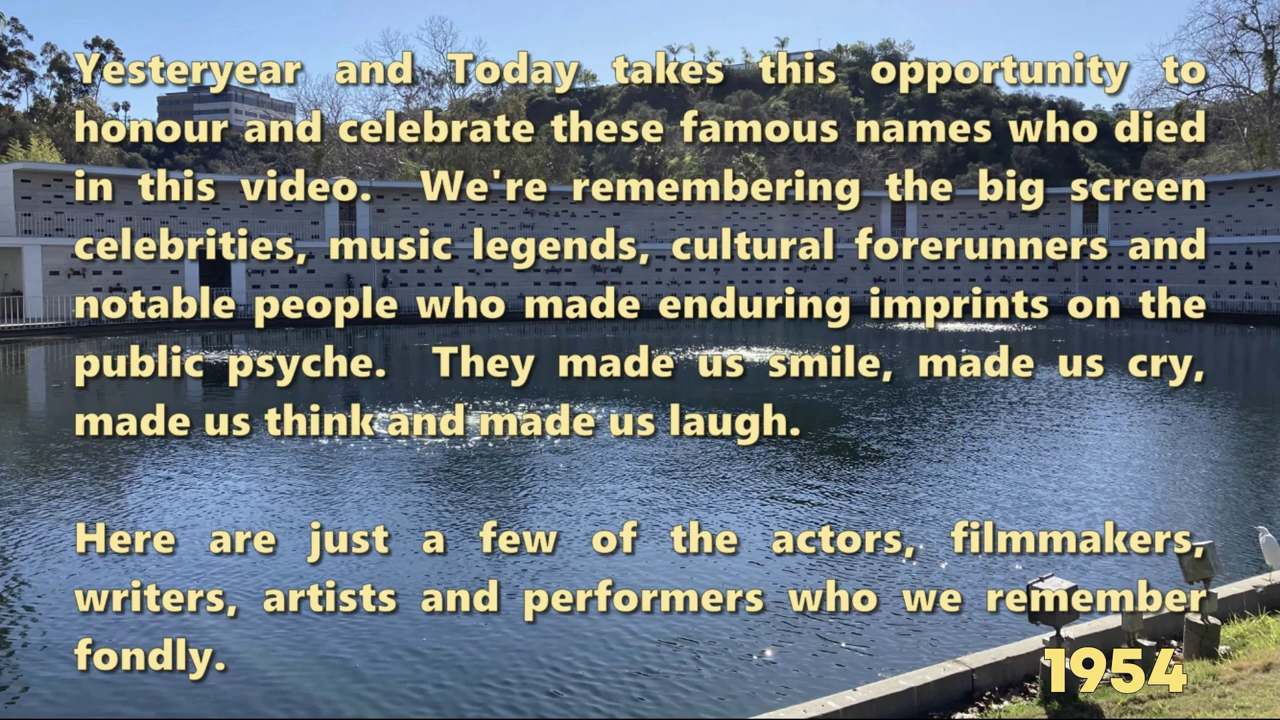 Yesteryear and Today takes this opportunity to
honour and celebrate these famous names who died
in this video. We're remembering the big screen
celebrities, music legends, cultural forerunners and
notable people who made enduring imprints on the
public psyche. They made us smile, made us cry,
made us think and made us laugh.
Here are just a few of the actors, filmmakers,
writers, artists and performers who we remember
fondly.
1954